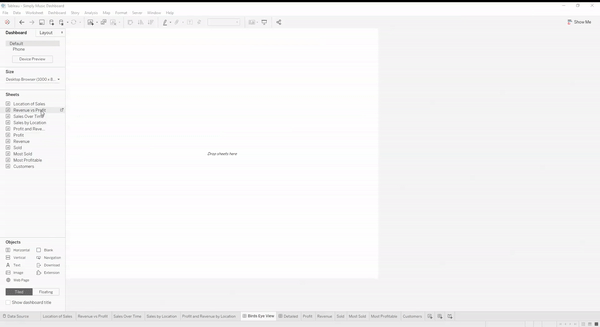 Tableau - Simply Music Dashboard
File Data Worksheet Dashboard Story Analysis Map Format Server Window Help
Show Me
Dashboard Layout
Default
Phone
Device Preview
Size
Desktop Browser (1000 x 8...
Sheets
Location of Sales
Revenue vs Profit
Sales Over Time
Sales by Location
Profit and Reve...
Profit
Revenue
Sold
Most Sold
Most Profitable
Customers
Drop sheets here
Objects
Horizontal Blank
Vertical Navigation
Text Download
Image Extension
Web Page
Tiled Floating
Show dashboard title
Data Source Location of Sales Revenue vs Profit Sales Over Time Sales by Location Profit and Revenue by Location Birds Eye View Detailed Profit Revenue Sold Most Sold Most Profitable Customers